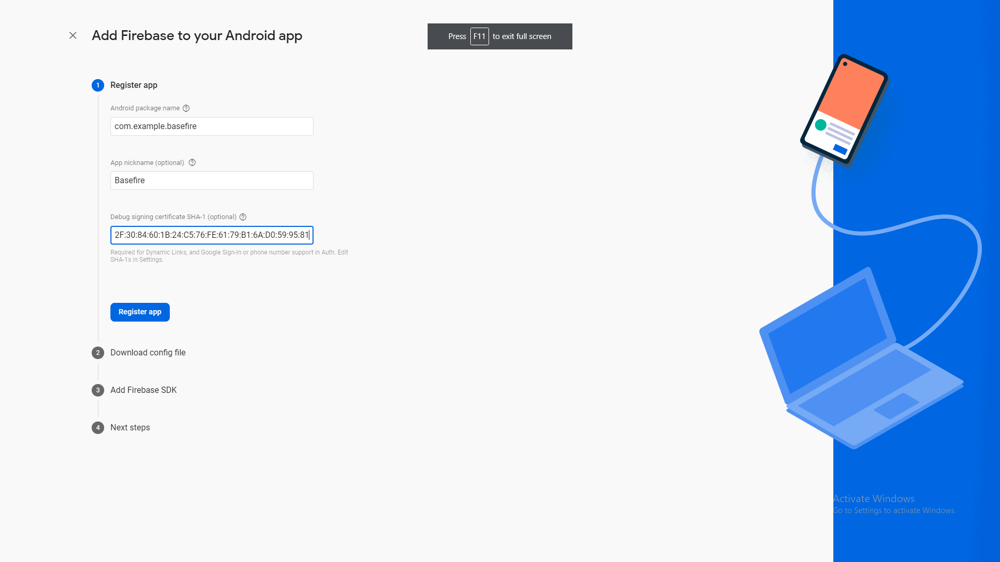 Add Firebase to your Android app
Press F11 to exit full screen
1 Register app
Android package name ?
com.example.basefire
App nickname (optional) ?
Basefire
Debug signing certificate SHA-1 (optional) ?
2F:30:84:60:1B:24:C5:76:FE:61:79:B1:6A:D0:59:95:81
Required for Dynamic Links, and Google Sign-In or phone number support in Auth. Edit
SHA-1s in Settings.
Register app
2 Download config file
3 Add Firebase SDK
4 Next steps
Activate Windows
Go to Settings to activate Windows.